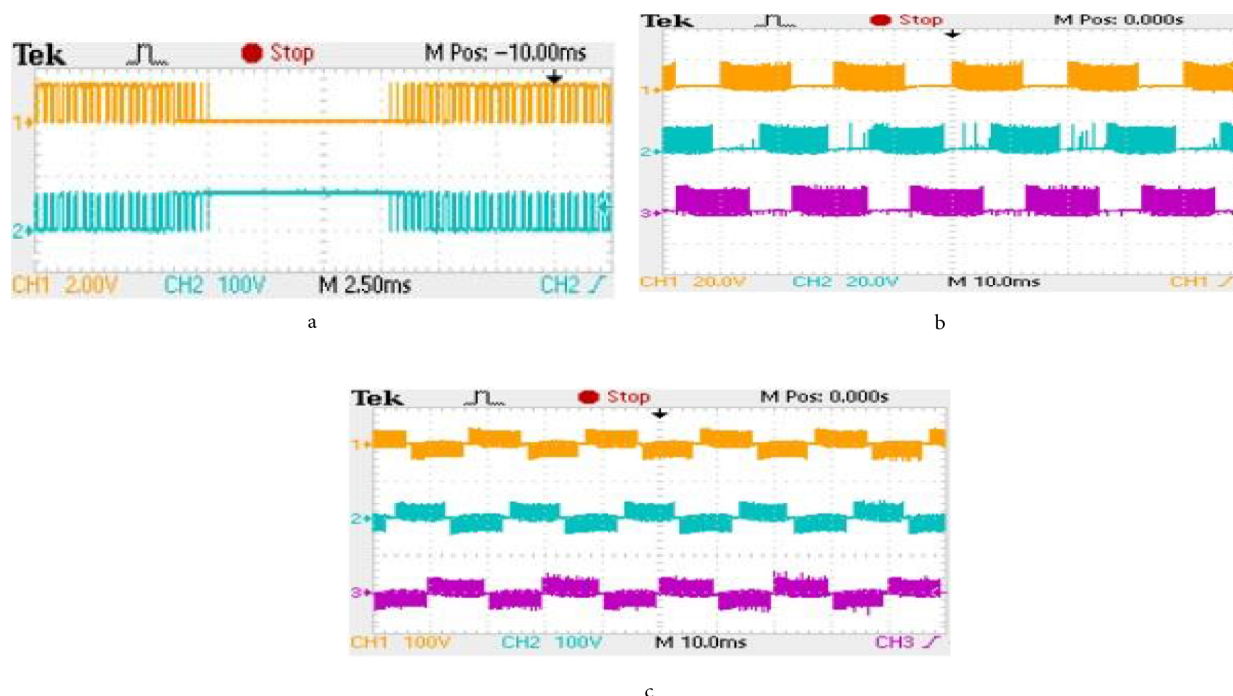 Tek Stop M Pos: -10.00ms
1
2
CH1 2.00V CH2 100V M 2.50ms CH2
a
Tek Stop M Pos: 0.000s
1
2
3
CH1 20.0V CH2 20.0V M 10.0ms CH1
b
Tek Stop M Pos: 0.000s
1
2
3
CH1 100V CH2 100V M 10.0ms CH3
c